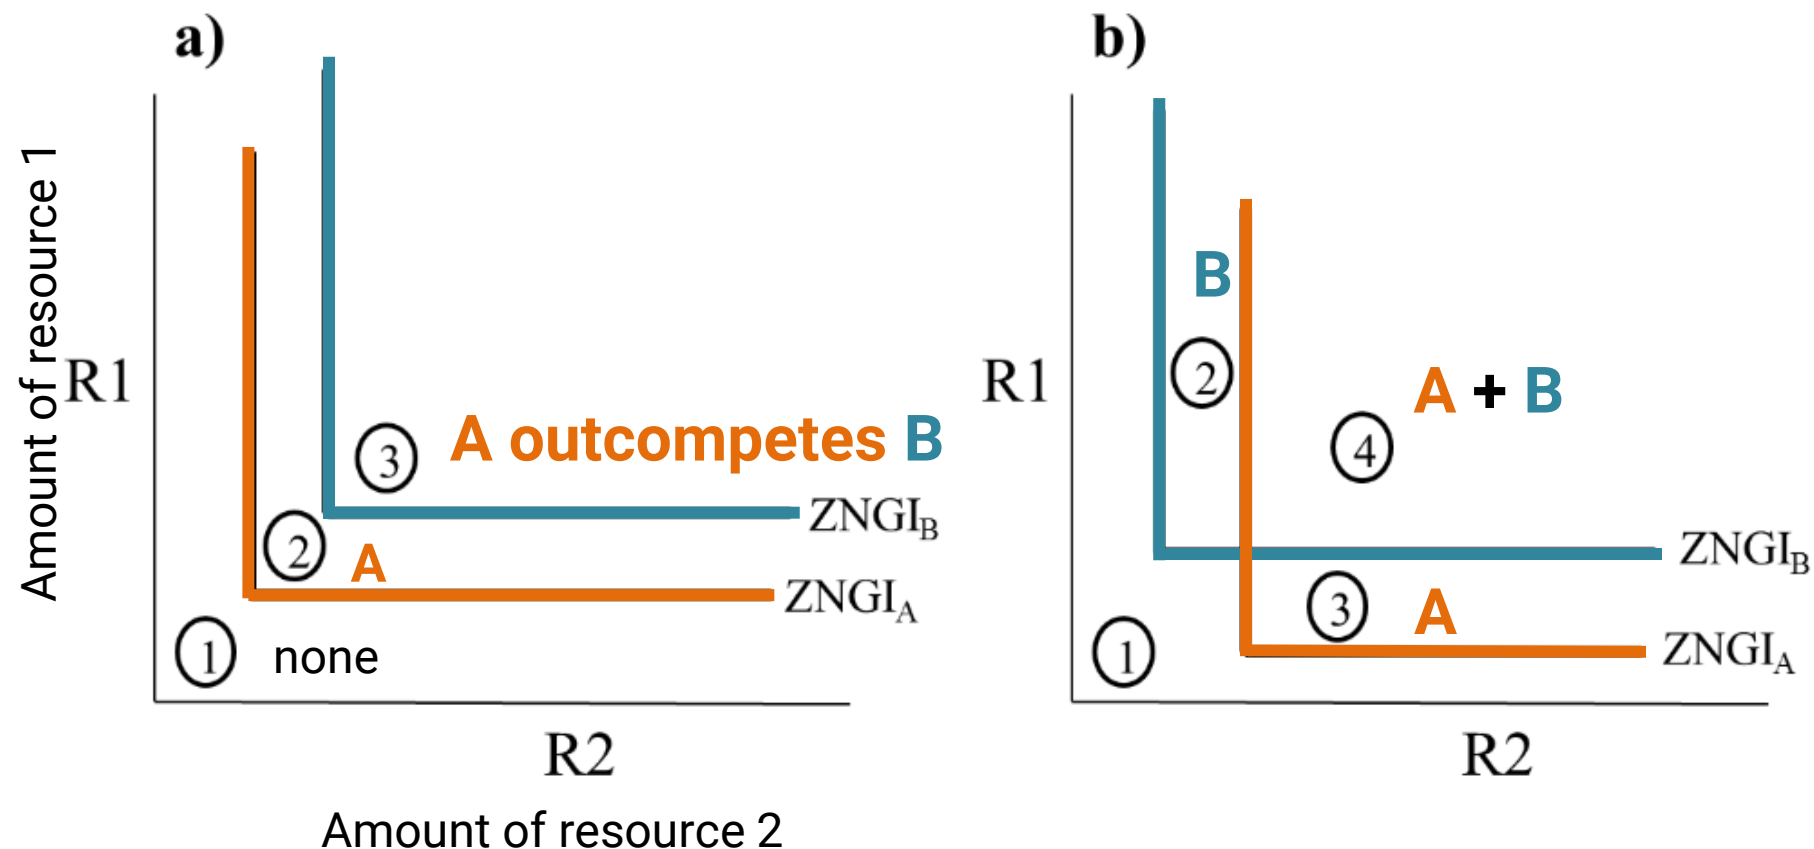 a)
Amount of resource 1
R1
3
A outcompetes B
ZNGIB
2
A
ZNGIA
1
none
R2
Amount of resource 2
b)
R1
B
2
A + B
4
ZNGIB
3
A
1
ZNGIA
R2